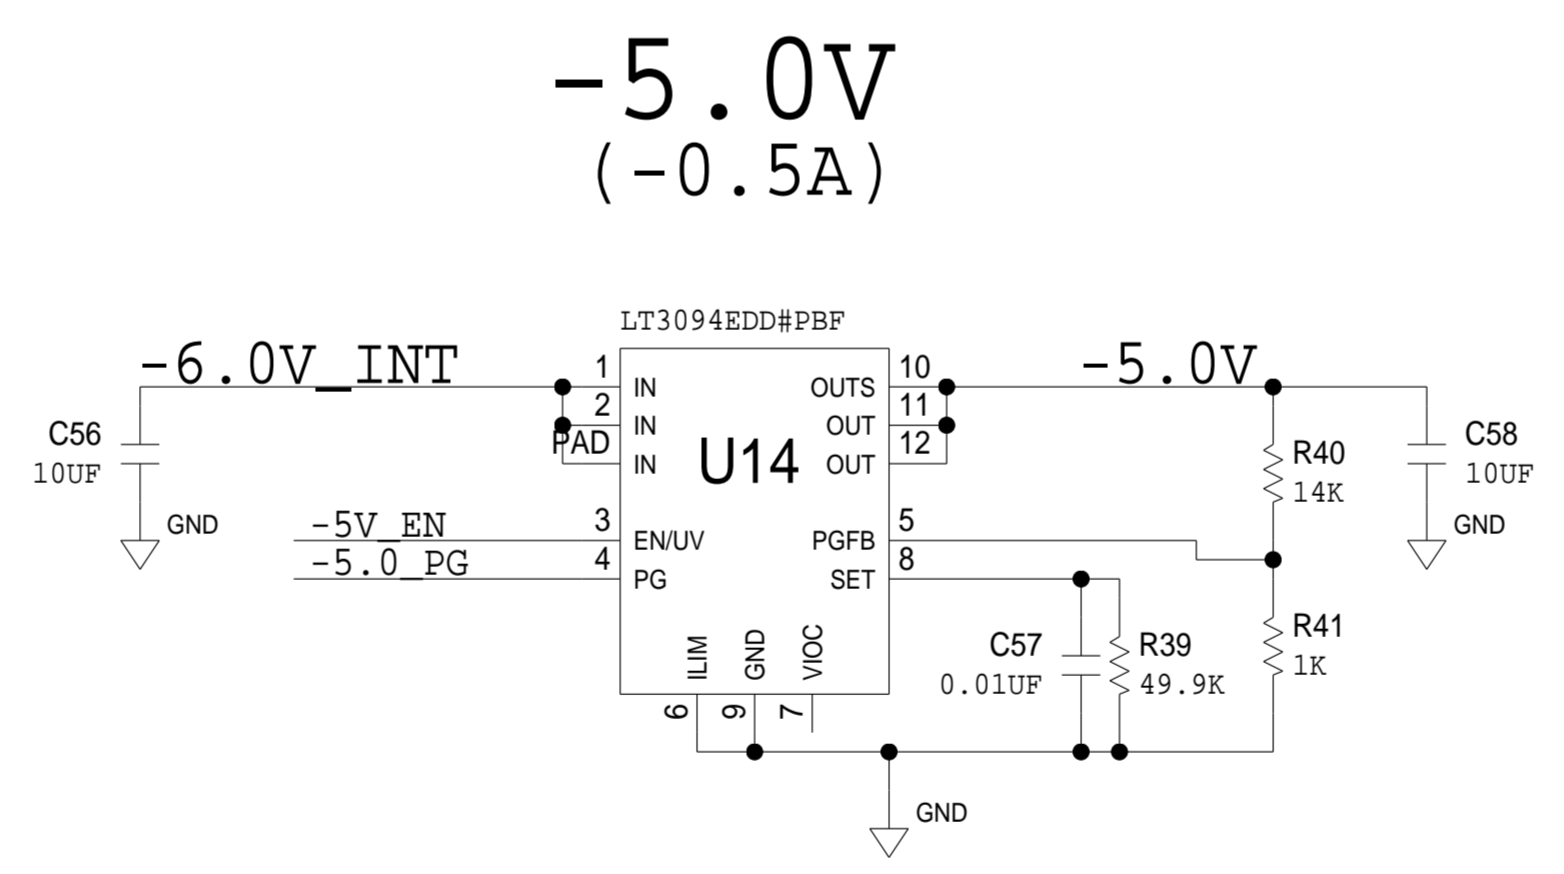 -5.0V
(-0.5A)
LT3094EDD#PBF
-6.0V_INT
1
IN
OUTS
10
-5.0V
2
IN
OUT
11
PAD
IN
U14
OUT
12
C56
10UF
GND
R40
14K
C58
10UF
GND
-5V_EN
3
EN/UV
PGFB
5
-5.0_PG
4
PG
SET
8
ILIM
GND
VIOC
6
9
7
C57
0.01UF
R39
49.9K
R41
1K
GND